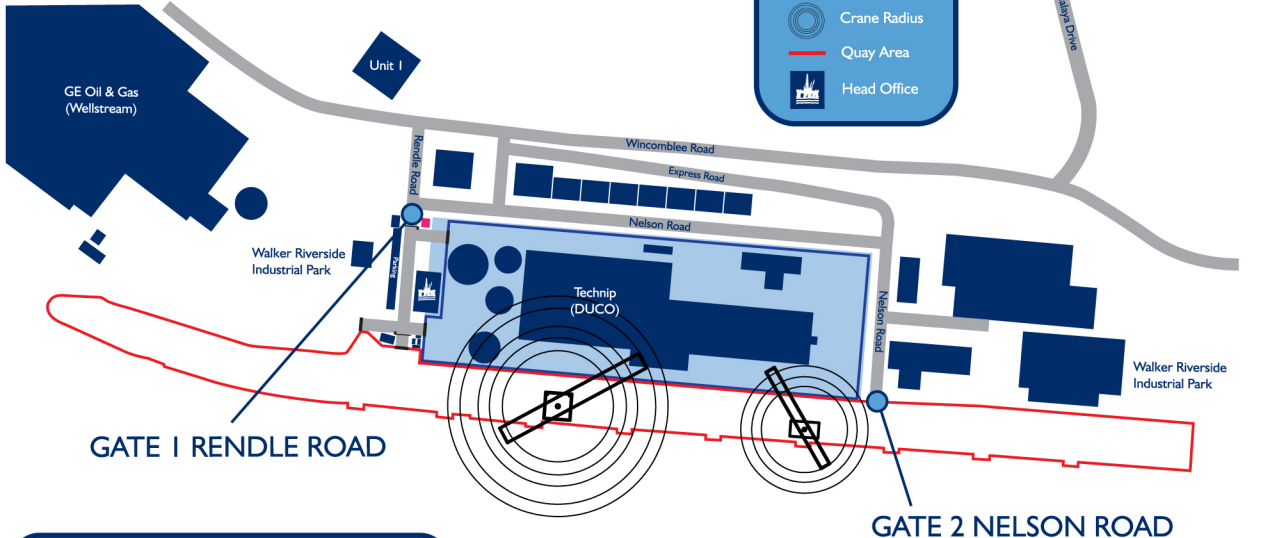 Crane Radius
Quay Area
Head Office
GE Oil & Gas
(Wellstream)
Unit 1
Rendle Road
Wincomblee Road
Express Road
Nelson Road
Walker Riverside
Industrial Park
Parking
Technip
(DUCO)
Nelson Road
Walker Riverside
Industrial Park
GATE 1 RENDLE ROAD
GATE 2 NELSON ROAD